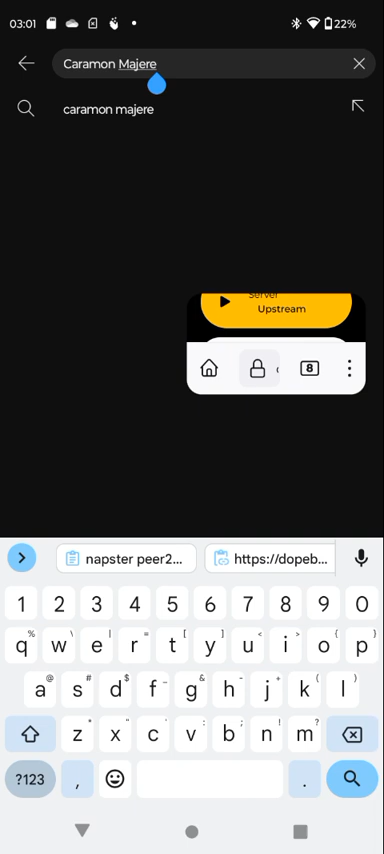 03:01 22%
Caramon Majere
caramon majere
Server
Upstream
8
napster peer2... https://dopeb...
1 2 3 4 5 6 7 8 9 0
q% w\ e| r= t[ y] u< i> o{ p}
a@ s# d$ f_ g& h- j+ k( l)
z* x" c' v: b; n! m?
?123 , .